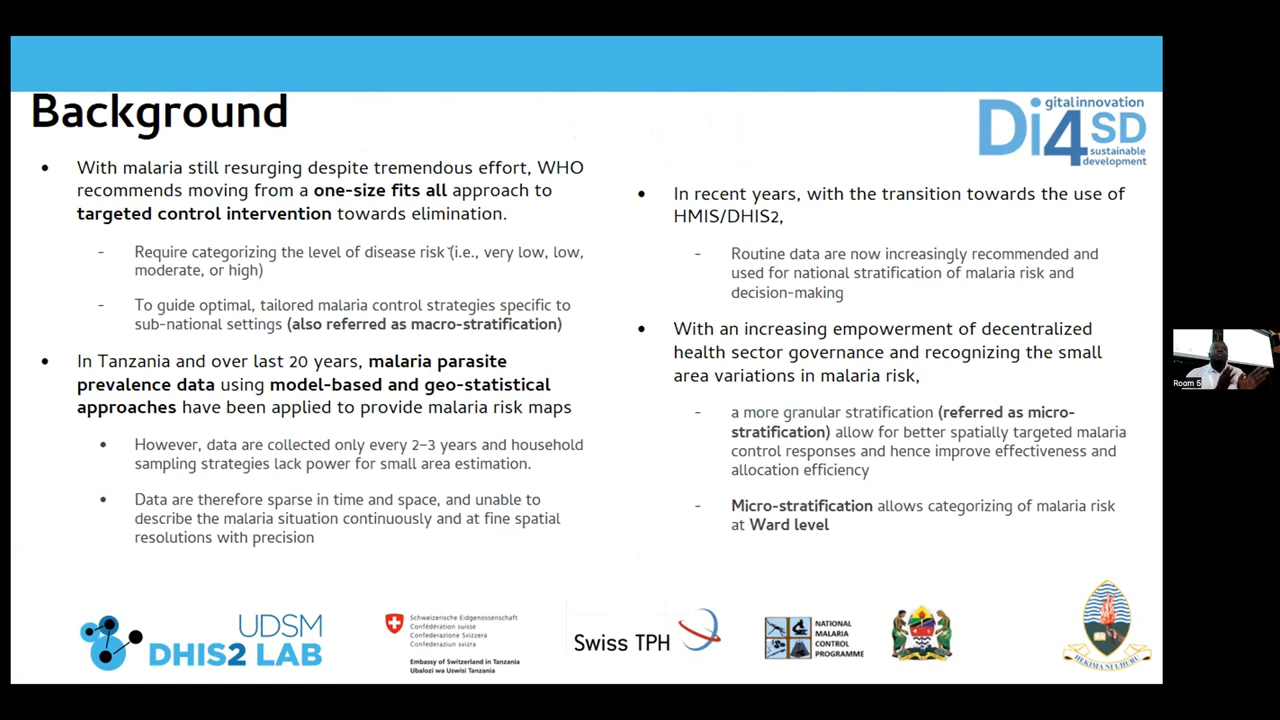 Background
Di4SD
gitalinnovation
sustainable
development
• With malaria still resurging despite tremendous effort, WHO
recommends moving from a one-size fits all approach to
targeted control intervention towards elimination.
- Require categorizing the level of disease risk (i.e., very low, low,
moderate, or high)
- To guide optimal, tailored malaria control strategies specific to
sub-national settings (also referred as macro-stratification)
• In Tanzania and over last 20 years, malaria parasite
prevalence data using model-based and geo-statistical
approaches have been applied to provide malaria risk maps
• However, data are collected only every 2–3 years and household
sampling strategies lack power for small area estimation.
• Data are therefore sparse in time and space, and unable to
describe the malaria situation continuously and at fine spatial
resolutions with precision
• In recent years, with the transition towards the use of
HMIS/DHIS2,
- Routine data are now increasingly recommended and
used for national stratification of malaria risk and
decision-making
• With an increasing empowerment of decentralized
health sector governance and recognizing the small
area variations in malaria risk,
- a more granular stratification (referred as micro-
stratification) allow for better spatially targeted malaria
control responses and hence improve effectiveness and
allocation efficiency
- Micro-stratification allows categorizing of malaria risk
at Ward level
Room 5
UDSM
DHIS2 LAB
Schweizerische Eidgenossenschaft
Confédération suisse
Confederazione Svizzera
Confederaziun svizra
Embassy of Switzerland in Tanzania
Ubalozi wa Uswisi Tanzania
Swiss TPH
NATIONAL
MALARIA
CONTROL
PROGRAMME
HEKIMA NI UHURU